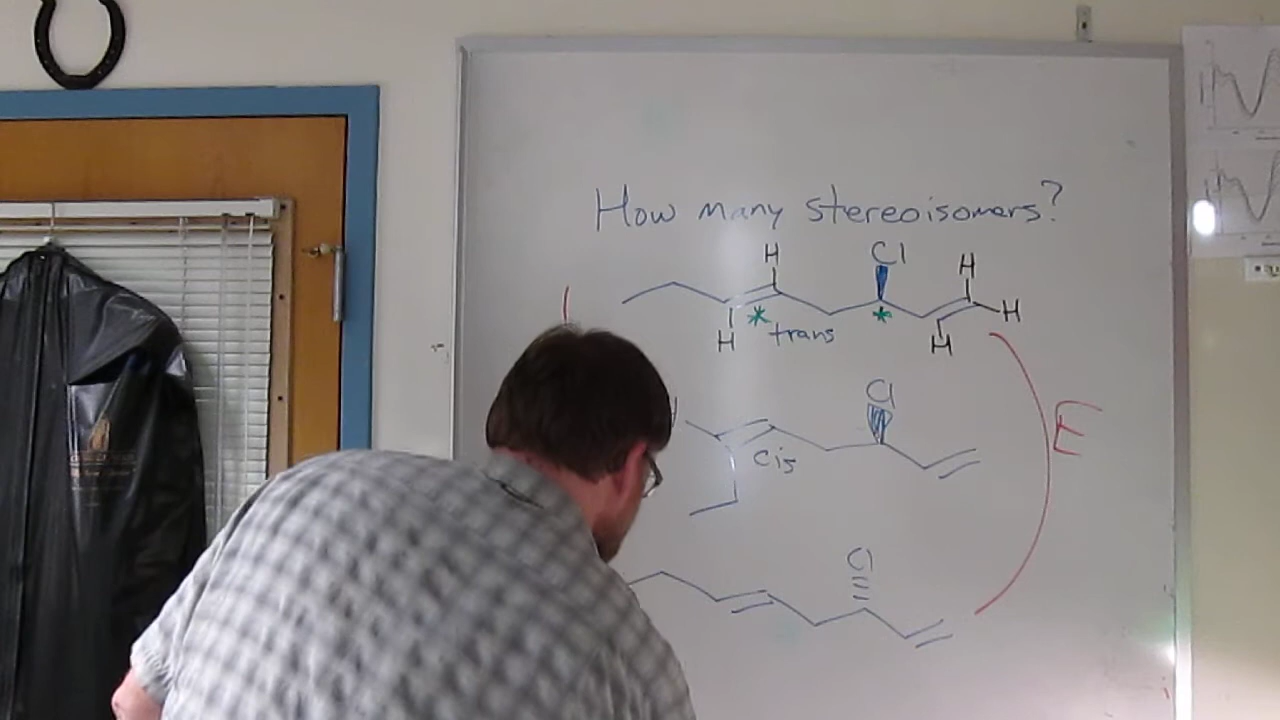 How many stereoisomers?
H Cl H
* * H
H trans H
Cl
cis
E
Cl